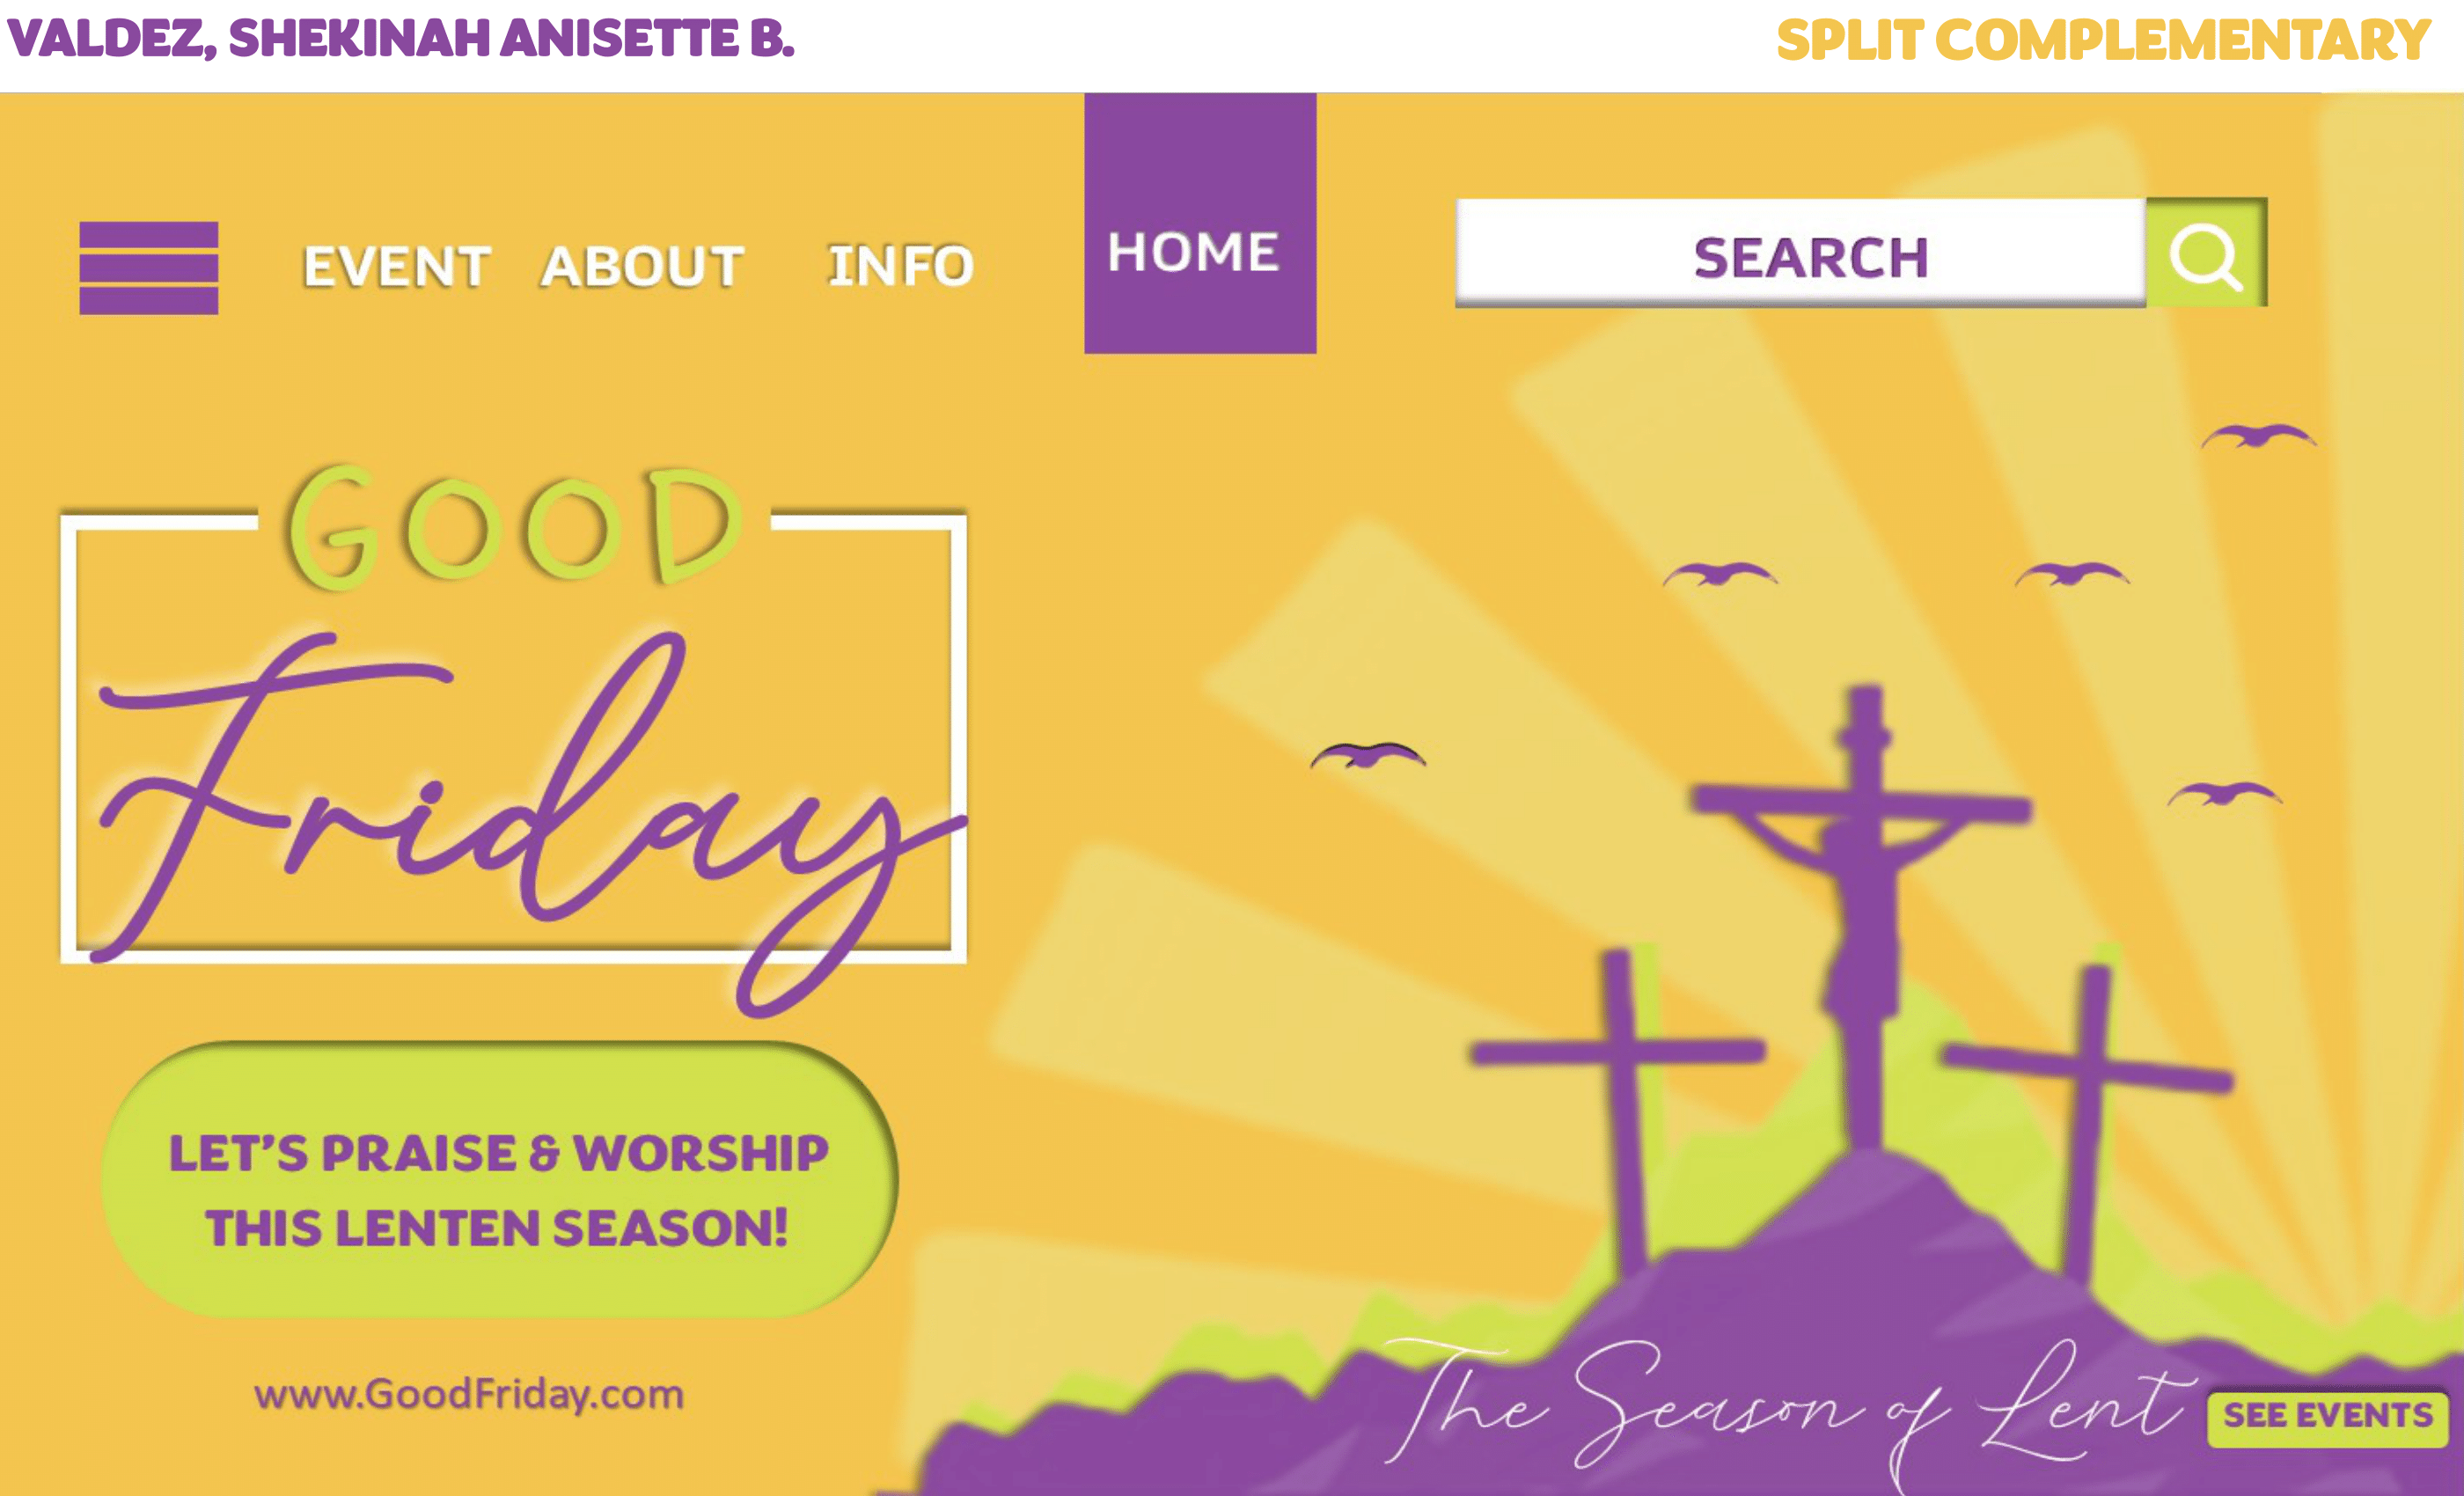 VALDEZ, SHEKINAH ANISETTE B.
SPLIT COMPLEMENTARY
EVENT ABOUT INFO HOME SEARCH
GOOD
Friday
LET'S PRAISE & WORSHIP
THIS LENTEN SEASON!
www.GoodFriday.com
The Season of Lent
SEE EVENTS